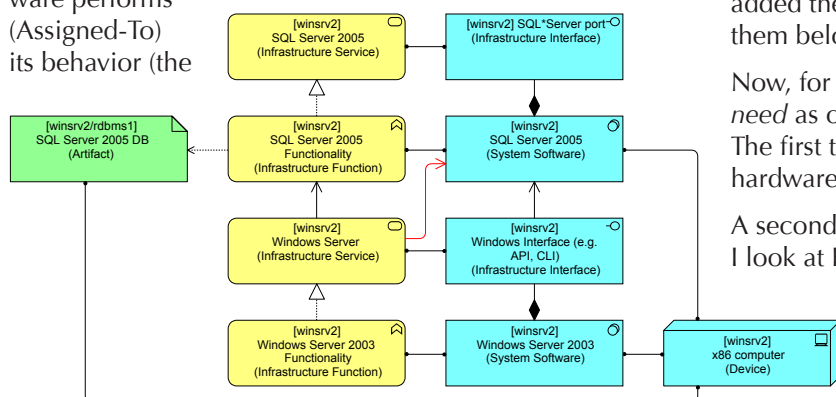 ware performs
(Assigned-To)
its behavior (the
added the
them belo
Now, for
need as o
The first t
hardware
A second
I look at
[winsrv2]
SQL Server 2005
(Infrastructure Service)
[winsrv2] SQL*Server port
(Infrastructure Interface)
[winsrv2/rdbms1]
SQL Server 2005 DB
(Artifact)
[winsrv2]
SQL Server 2005
Functionality
(Infrastructure Function)
[winsrv2]
SQL Server 2005
(System Software)
[winsrv2]
Windows Server
(Infrastructure Service)
[winsrv2]
Windows Interface (e.g.
API, CLI)
(Infrastructure Interface)
[winsrv2]
Windows Server 2003
Functionality
(Infrastructure Function)
[winsrv2]
Windows Server 2003
(System Software)
[winsrv2]
x86 computer
(Device)